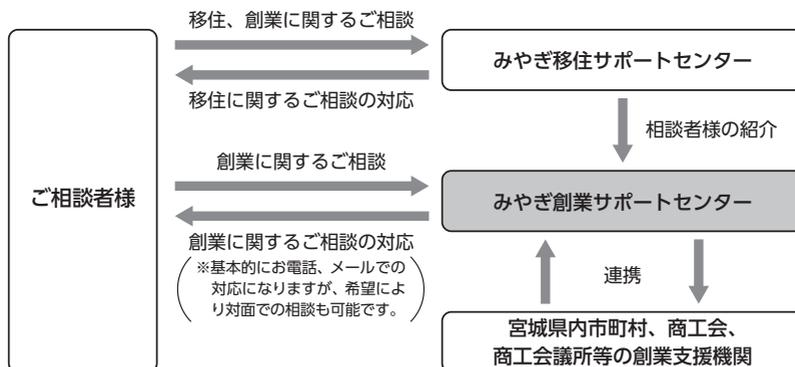 移住、創業に関するご相談
みやぎ移住サポートセンター
移住に関するご相談の対応
相談者様の紹介
ご相談者様
創業に関するご相談
みやぎ創業サポートセンター
創業に関するご相談の対応
※基本的にお電話、メールでの
対応になりますが、希望によ
り対面での相談も可能です。
連携
宮城県内市町村、商工会、
商工会議所等の創業支援機関